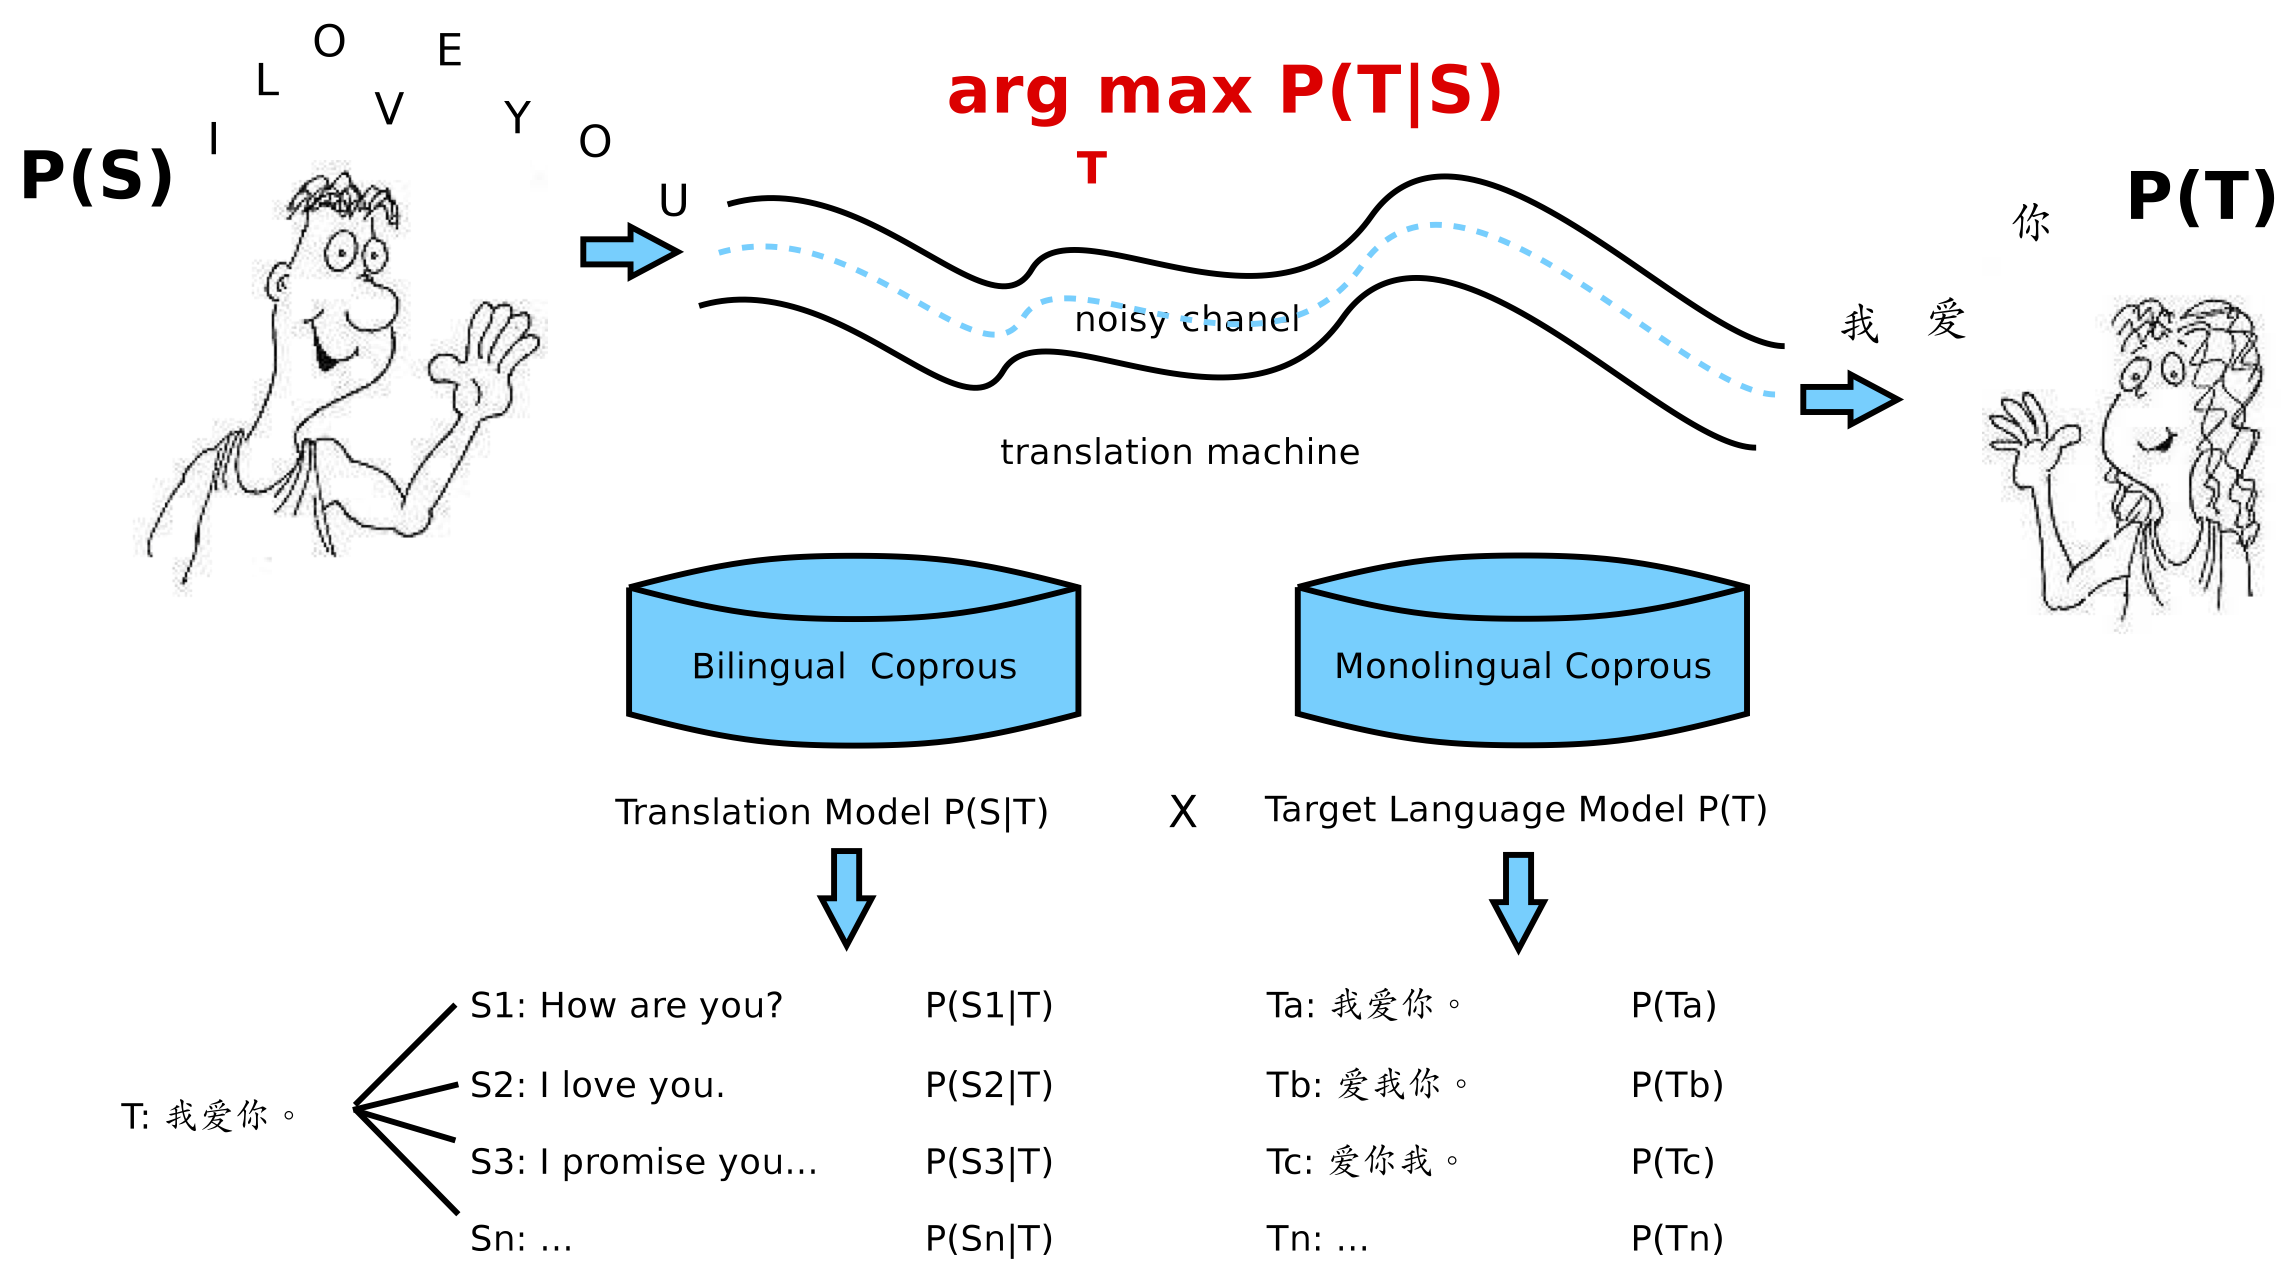 I L O V E Y O U
arg max P(T|S)
T
P(S)
P(T)
我 爱 你
noisy chanel
translation machine
Bilingual Coprous
Monolingual Coprous
Translation Model P(S|T) X Target Language Model P(T)
T: 我爱你。
S1: How are you? P(S1|T)
S2: I love you. P(S2|T)
S3: I promise you... P(S3|T)
Sn: ... P(Sn|T)
Ta: 我爱你。 P(Ta)
Tb: 爱我你。 P(Tb)
Tc: 爱你我。 P(Tc)
Tn: ... P(Tn)